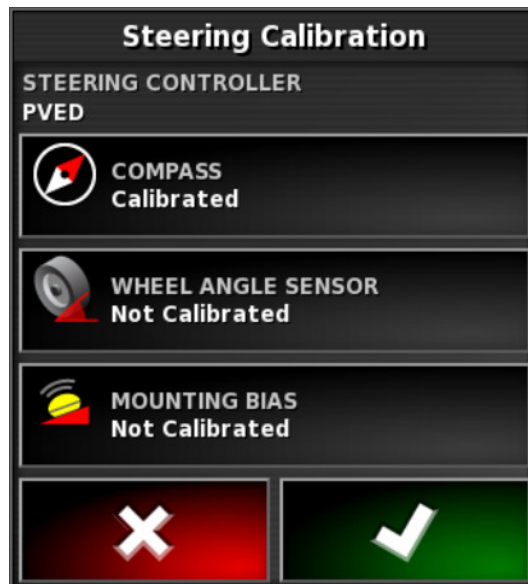 Steering Calibration
STEERING CONTROLLER
PVED
COMPASS
Calibrated
WHEEL ANGLE SENSOR
Not Calibrated
MOUNTING BIAS
Not Calibrated